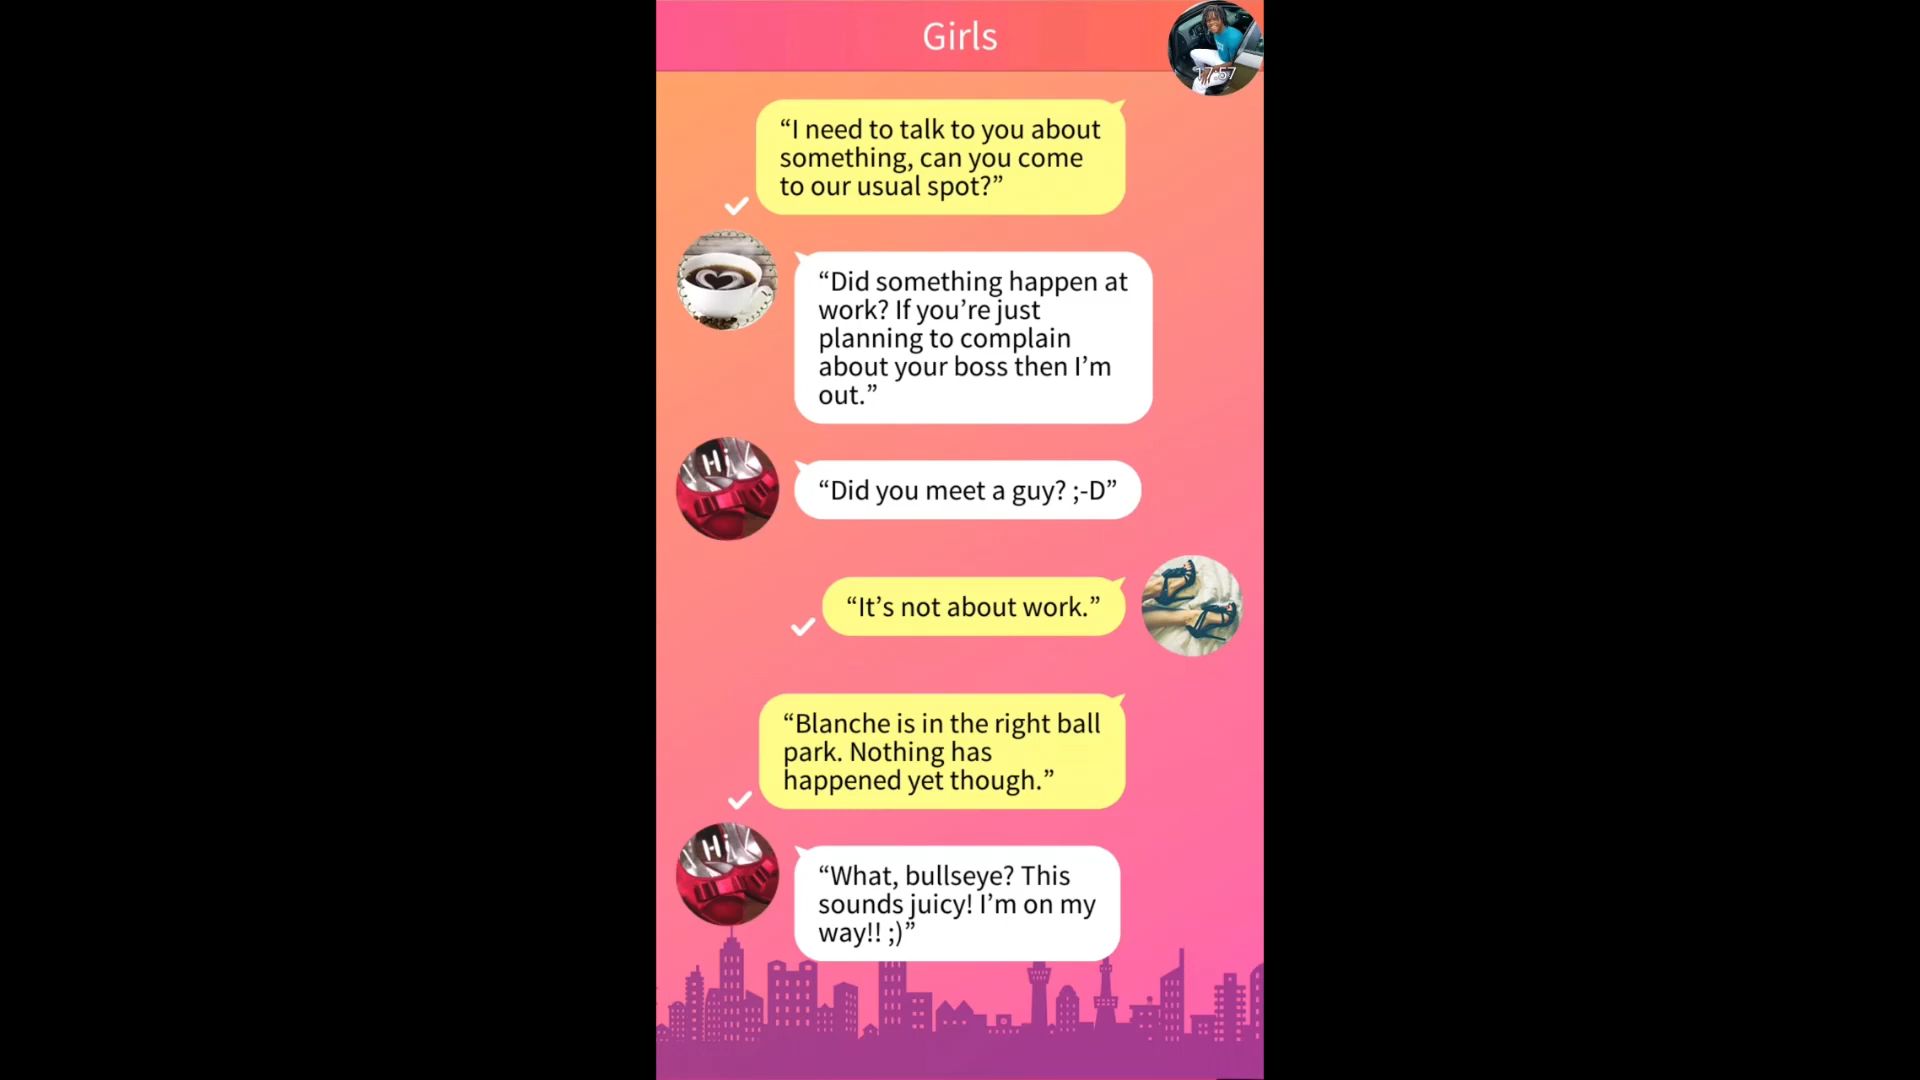 Girls
17:57
“I need to talk to you about
something, can you come
to our usual spot?”
“Did something happen at
work? If you’re just
planning to complain
about your boss then I’m
out.”
Hi
“Did you meet a guy? ;-D”
“It’s not about work.”
“Blanche is in the right ball
park. Nothing has
happened yet though.”
Hi
“What, bullseye? This
sounds juicy! I’m on my
way!! ;)”